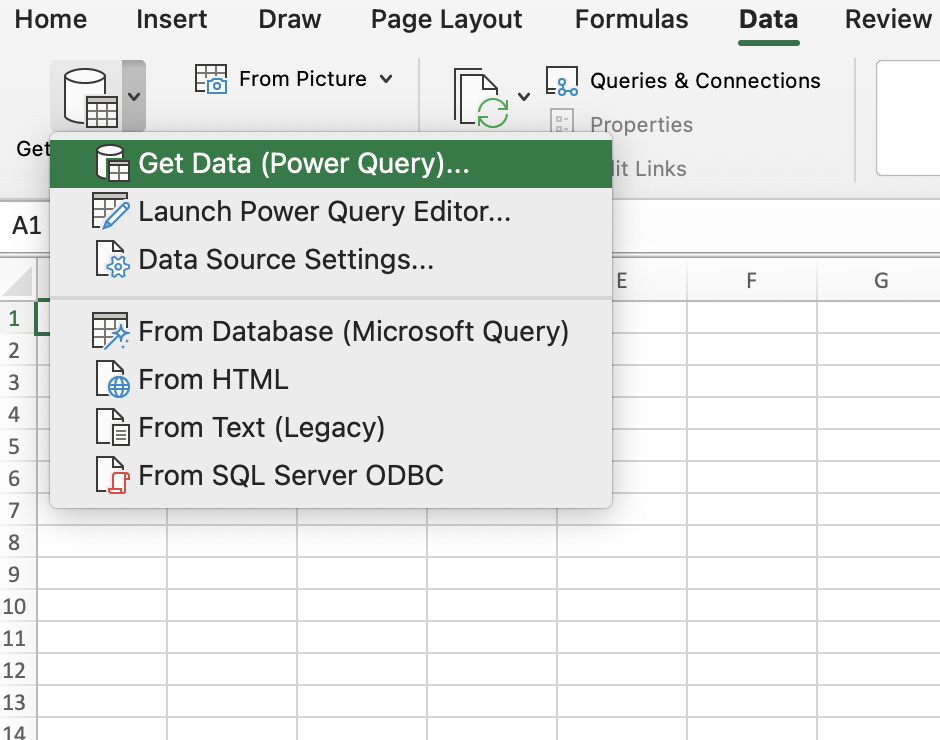 Home Insert Draw Page Layout Formulas Data Review
From Picture
Queries & Connections
Properties
Get
it Links
Get Data (Power Query)...
Launch Power Query Editor...
Data Source Settings...
From Database (Microsoft Query)
From HTML
From Text (Legacy)
From SQL Server ODBC
A1
E F G
1
2
3
4
5
6
7
8
9
10
11
12
13
14